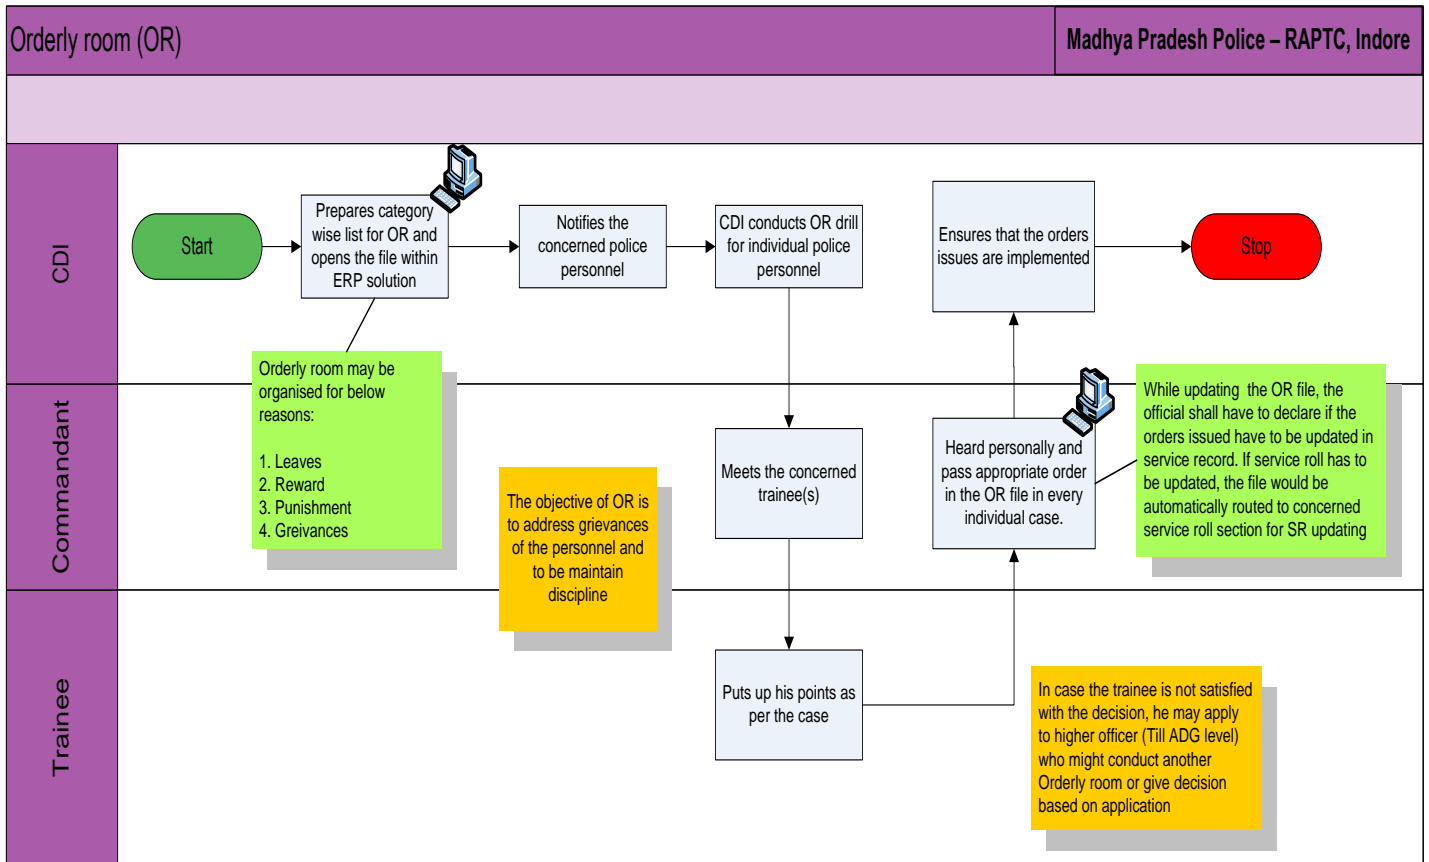 Orderly room (OR)
Madhya Pradesh Police – RAPTC, Indore
CDI
Start
Prepares category
wise list for OR and
opens the file within
ERP solution
Notifies the
concerned police
personnel
CDI conducts OR drill
for individual police
personnel
Ensures that the orders
issues are implemented
Stop
Orderly room may be
organised for below
reasons:
1. Leaves
2. Reward
3. Punishment
4. Greivances
Commandant
The objective of OR is
to address grievances
of the personnel and
to be maintain
discipline
Meets the concerned
trainee(s)
Heard personally and
pass appropriate order
in the OR file in every
individual case.
While updating  the OR file, the
official shall have to declare if the
orders issued have to be updated in
service record. If service roll has to
be updated, the file would be
automatically routed to concerned
service roll section for SR updating
Trainee
Puts up his points as
per the case
In case the trainee is not satisfied
with the decision, he may apply
to higher officer (Till ADG level)
who might conduct another
Orderly room or give decision
based on application